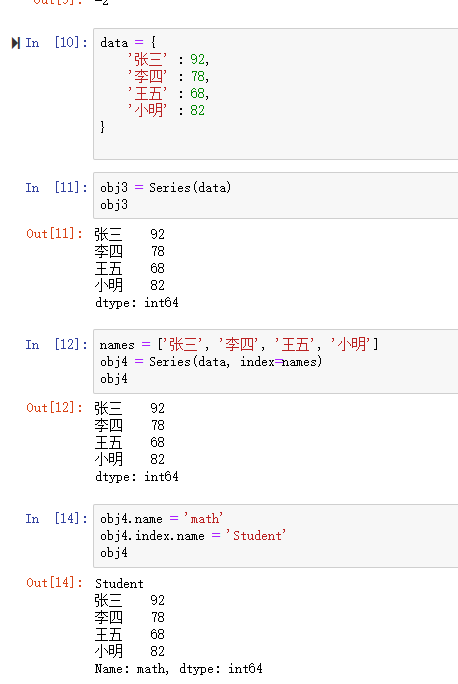 Out[9]: -2
In [10]: data = {
'张三' : 92,
'李四' : 78,
'王五' : 68,
'小明' : 82
}
In [11]: obj3 = Series(data)
obj3
Out[11]: 张三 92
李四 78
王五 68
小明 82
dtype: int64
In [12]: names = ['张三', '李四', '王五', '小明']
obj4 = Series(data, index=names)
obj4
Out[12]: 张三 92
李四 78
王五 68
小明 82
dtype: int64
In [14]: obj4.name = 'math'
obj4.index.name = 'Student'
obj4
Out[14]: Student
张三 92
李四 78
王五 68
小明 82
Name: math, dtype: int64